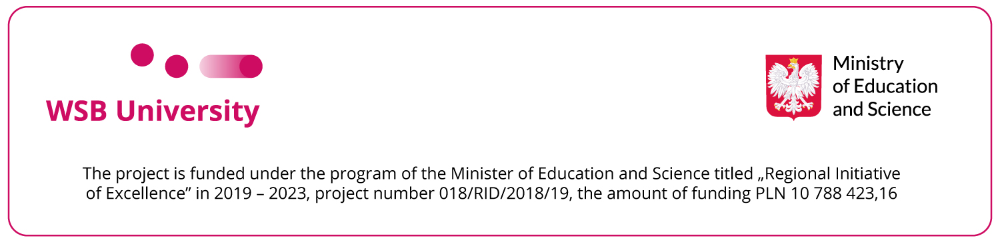 WSB University
Ministry
of Education
and Science
The project is funded under the program of the Minister of Education and Science titled „Regional Initiative
of Excellence” in 2019 – 2023, project number 018/RID/2018/19, the amount of funding PLN 10 788 423,16